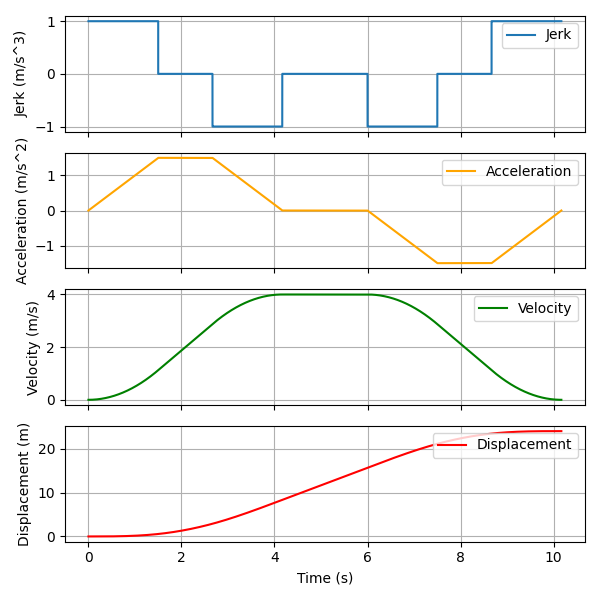 Jerk (m/s^3)
1
0
−1
Jerk
Acceleration (m/s^2)
1
0
−1
Acceleration
Velocity (m/s)
4
2
0
Velocity
Displacement (m)
20
10
0
Displacement
0 2 4 6 8 10
Time (s)